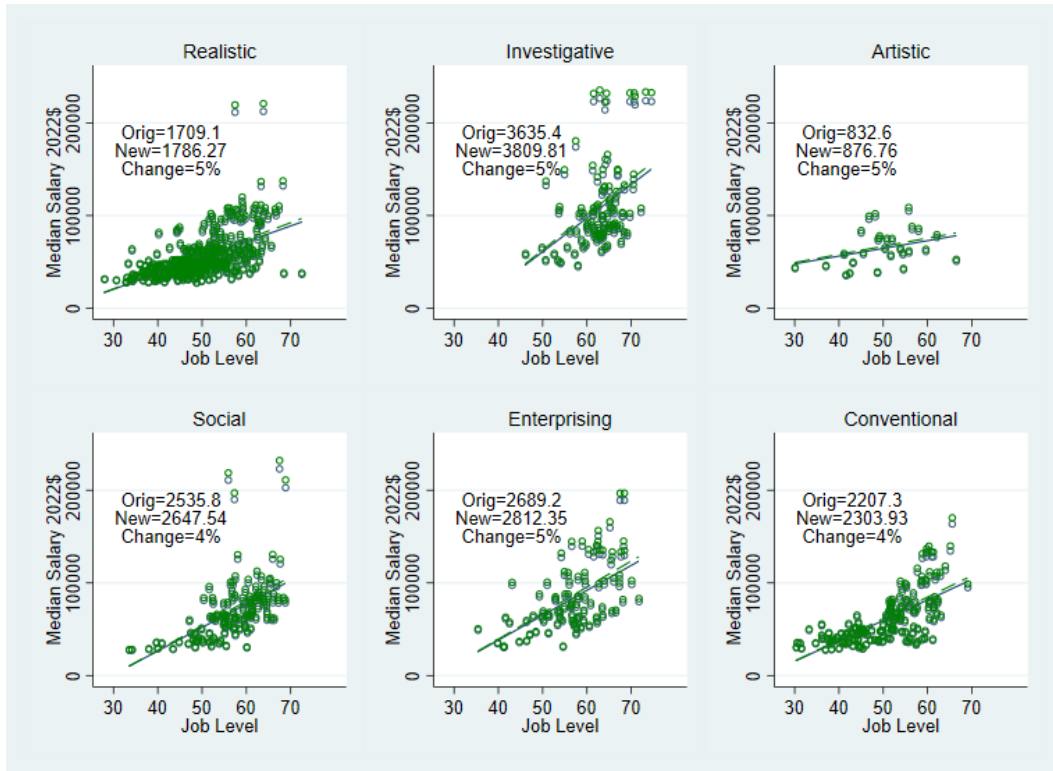 Realistic
Median Salary 2022$
200000
100000
0
Orig=1709.1
New=1786.27
Change=5%
30 40 50 60 70
Job Level
Investigative
Median Salary 2022$
200000
100000
0
Orig=3635.4
New=3809.81
Change=5%
30 40 50 60 70
Job Level
Artistic
Median Salary 2022$
200000
100000
0
Orig=832.6
New=876.76
Change=5%
30 40 50 60 70
Job Level
Social
Median Salary 2022$
200000
100000
0
Orig=2535.8
New=2647.54
Change=4%
30 40 50 60 70
Job Level
Enterprising
Median Salary 2022$
200000
100000
0
Orig=2689.2
New=2812.35
Change=5%
30 40 50 60 70
Job Level
Conventional
Median Salary 2022$
200000
100000
0
Orig=2207.3
New=2303.93
Change=4%
30 40 50 60 70
Job Level